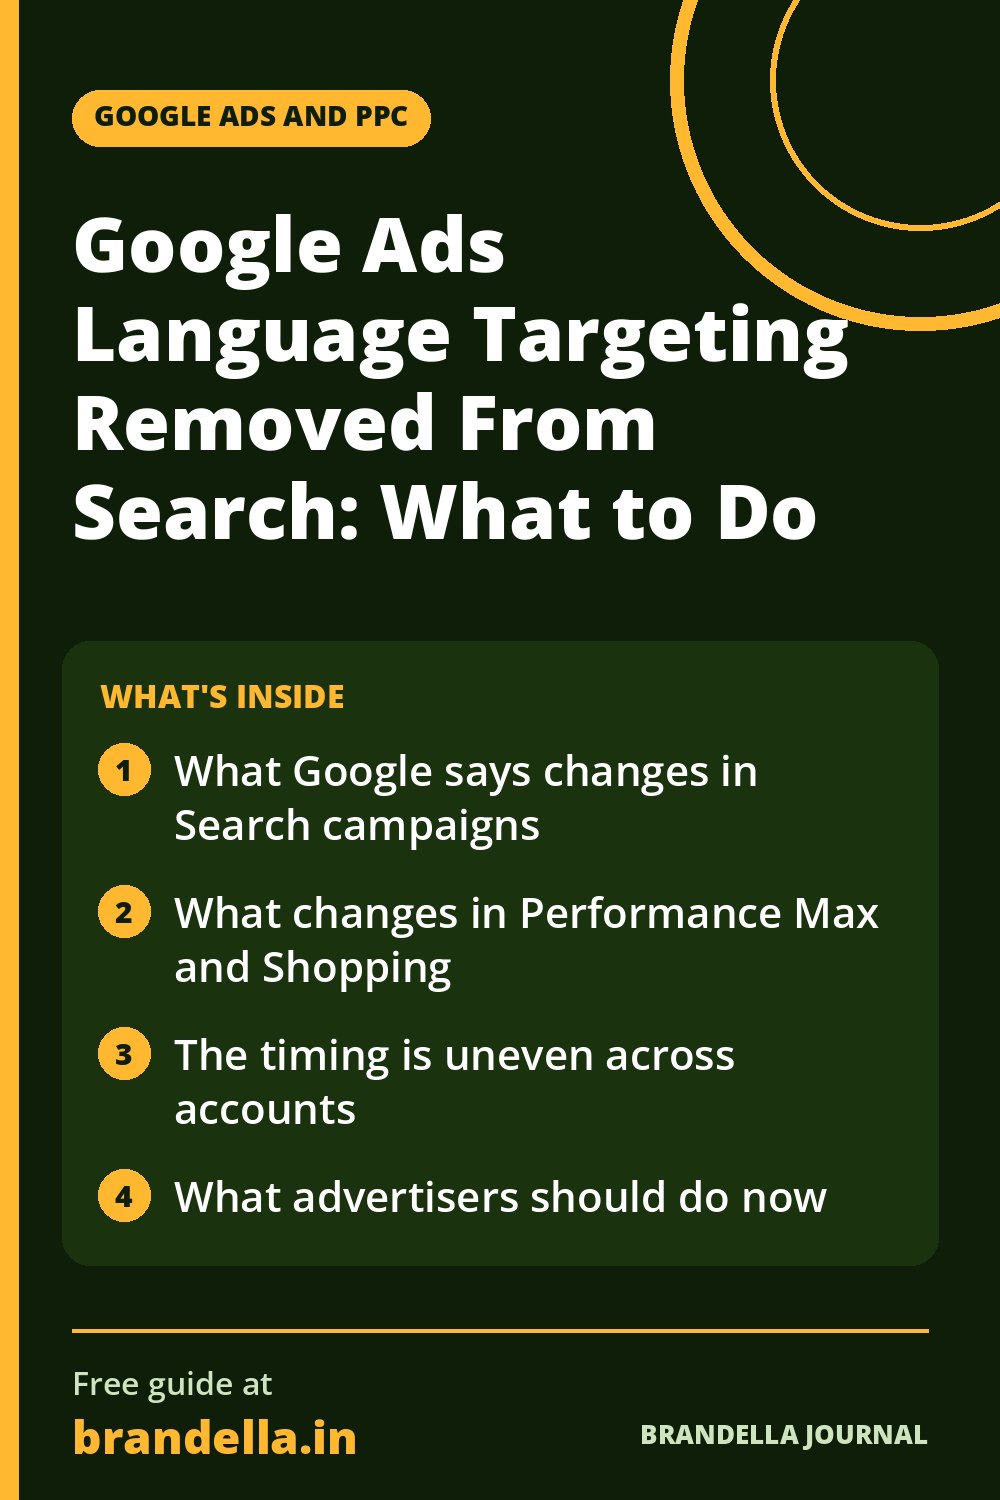 GOOGLE ADS AND PPC
Google Ads
Language Targeting
Removed From
Search: What to Do
WHAT'S INSIDE
1 What Google says changes in
Search campaigns
2 What changes in Performance Max
and Shopping
3 The timing is uneven across
accounts
4 What advertisers should do now
Free guide at
brandella.in
BRANDELLA JOURNAL